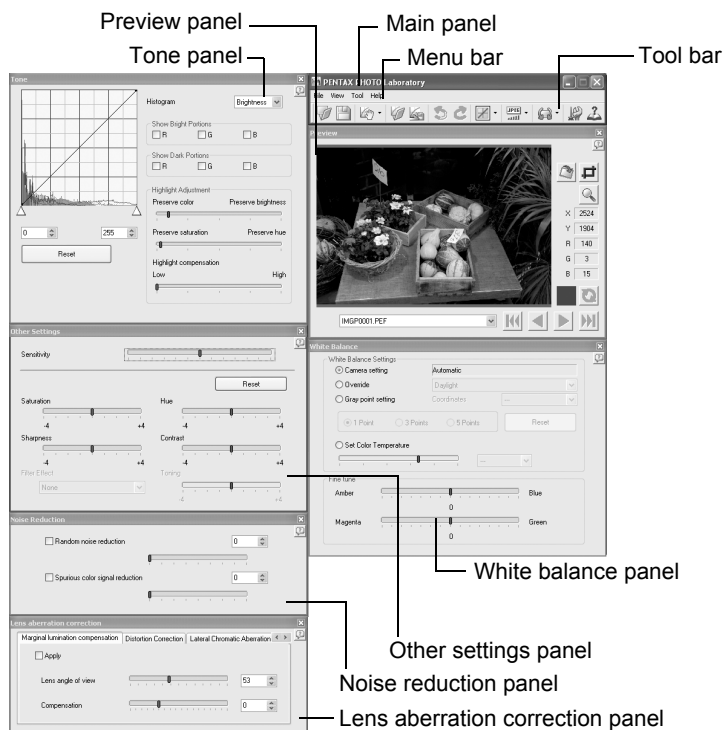 Preview panel
Main panel
Tone panel
Menu bar
Tool bar
Tone
Histogram
Brightness
Show Bright Portions
R G B
Show Dark Portions
R G B
Highlight Adjustment
Preserve color Preserve brightness
Preserve saturation Preserve hue
Highlight compensation
Low High
0 255
Reset
PENTAX PHOTO Laboratory
File View Tool Help
JPEG
Preview
X 2524
Y 1904
R 140
G 3
B 15
IMGP0001.PEF
Other Settings
Sensitivity
Reset
Saturation Hue
-4 +4 -4 +4
Sharpness Contrast
-4 +4 -4 +4
Filter Effect Toning
None
-4 +4
White Balance
White Balance Settings
Camera setting Automatic
Override Daylight
Gray point setting Coordinates ---
1 Point 3 Points 5 Points Reset
Set Color Temperature
---
Fine tune
Amber Blue
0
Magenta Green
0
Noise Reduction
Random noise reduction 0
Spurious color signal reduction 0
Lens aberration correction
Marginal lumination compensation Distortion Correction Lateral Chromatic Aberration
Apply
Lens angle of view 53
Compensation 0
White balance panel
Other settings panel
Noise reduction panel
Lens aberration correction panel